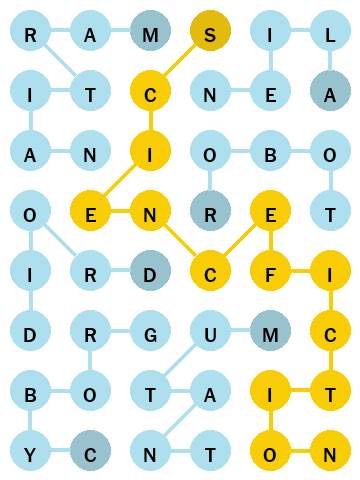 R A M S I L
I T C N E A
A N I O B O
O E N R E T
I R D C F I
D R G U M C
B O T A I T
Y C N T O N